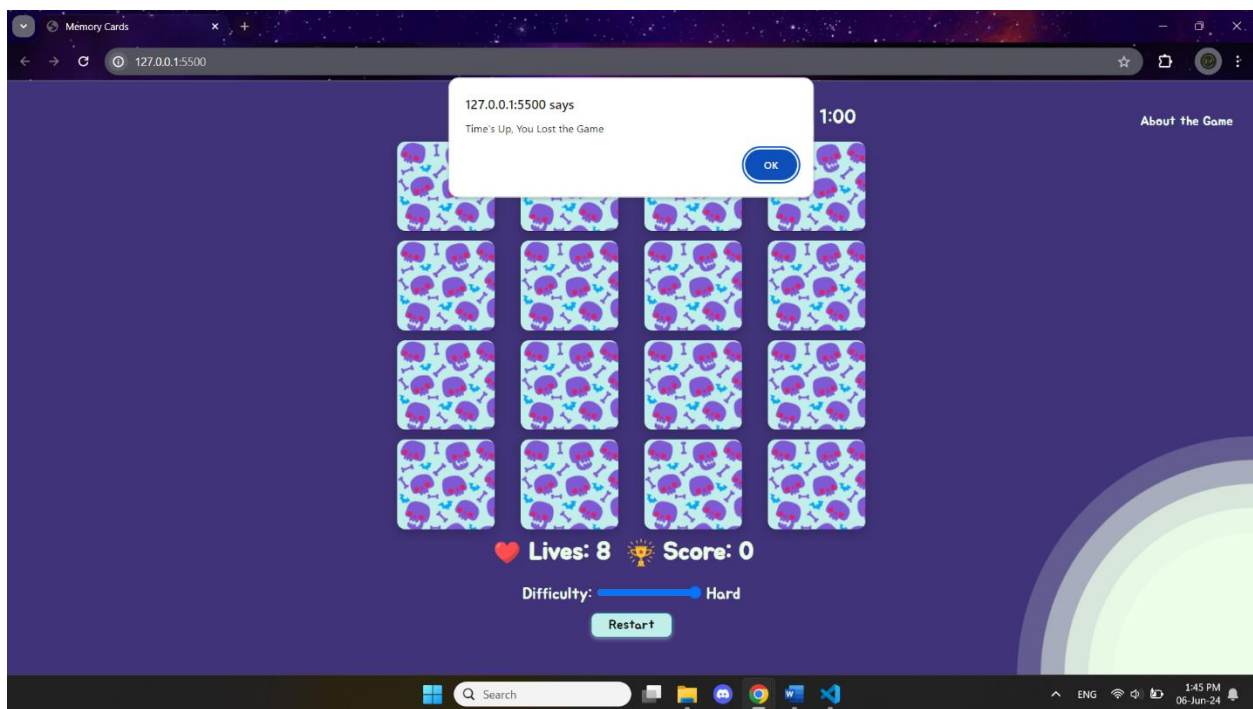 Memory Cards
127.0.0.1:5500
127.0.0.1:5500 says
Time's Up, You Lost the Game
OK
1:00
About the Game
Lives: 8 Score: 0
Difficulty: Hard
Restart
Search
ENG
1:45 PM
06-Jun-24